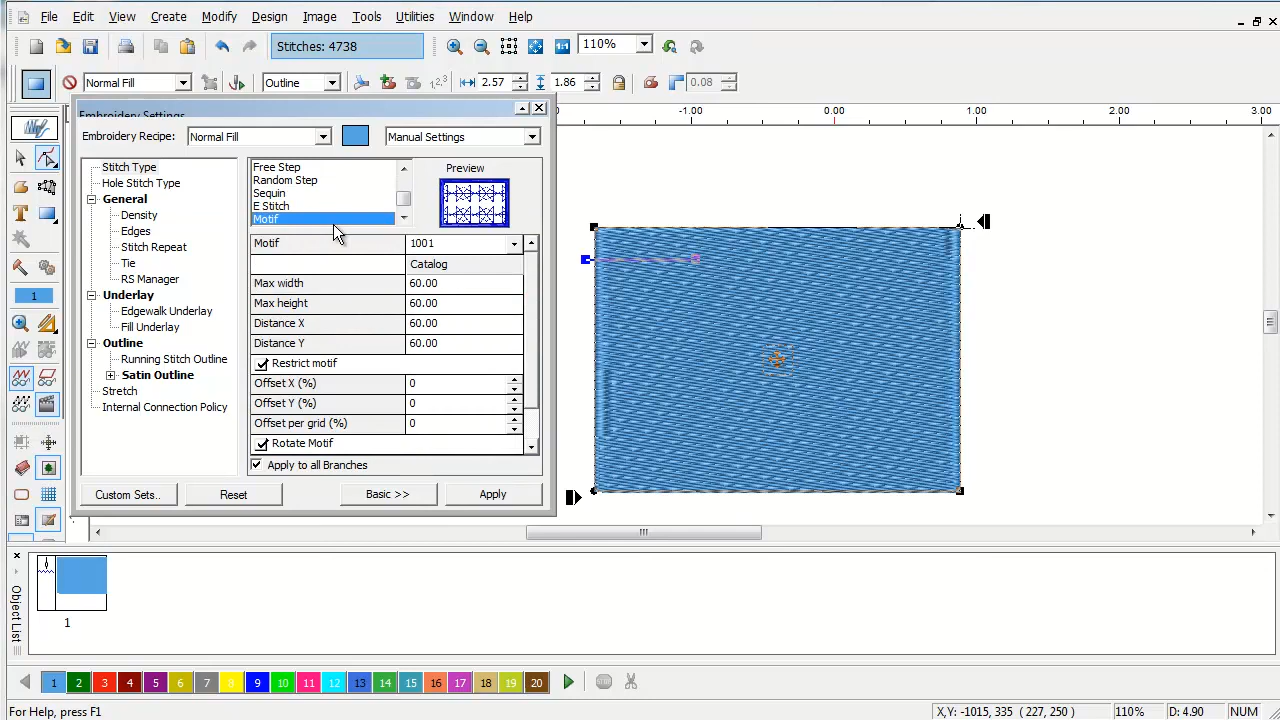 File Edit View Create Modify Design Image Tools Utilities Window Help
Stitches: 4738
110%
Normal Fill Outline 1,2,3 2.57 1.86 0.08
-1.00 0.00 1.00 2.00 3.00
Embroidery Settings
Embroidery Recipe: Normal Fill Manual Settings
Stitch Type
Hole Stitch Type
General
Density
Edges
Stitch Repeat
Tie
RS Manager
Underlay
Edgewalk Underlay
Fill Underlay
Outline
Running Stitch Outline
Satin Outline
Stretch
Internal Connection Policy
Free Step
Random Step
Sequin
E Stitch
Motif
Preview
Motif 1001
Catalog
Max width 60.00
Max height 60.00
Distance X 60.00
Distance Y 60.00
Restrict motif
Offset X (%) 0
Offset Y (%) 0
Offset per grid (%) 0
Rotate Motif
Apply to all Branches
Custom Sets.. Reset Basic >> Apply
1
Object List
1
1 2 3 4 5 6 7 8 9 10 11 12 13 14 15 16 17 18 19 20
For Help, press F1 X,Y: -1015, 335 ( 227, 250 ) 110% D: 4.90 NUM